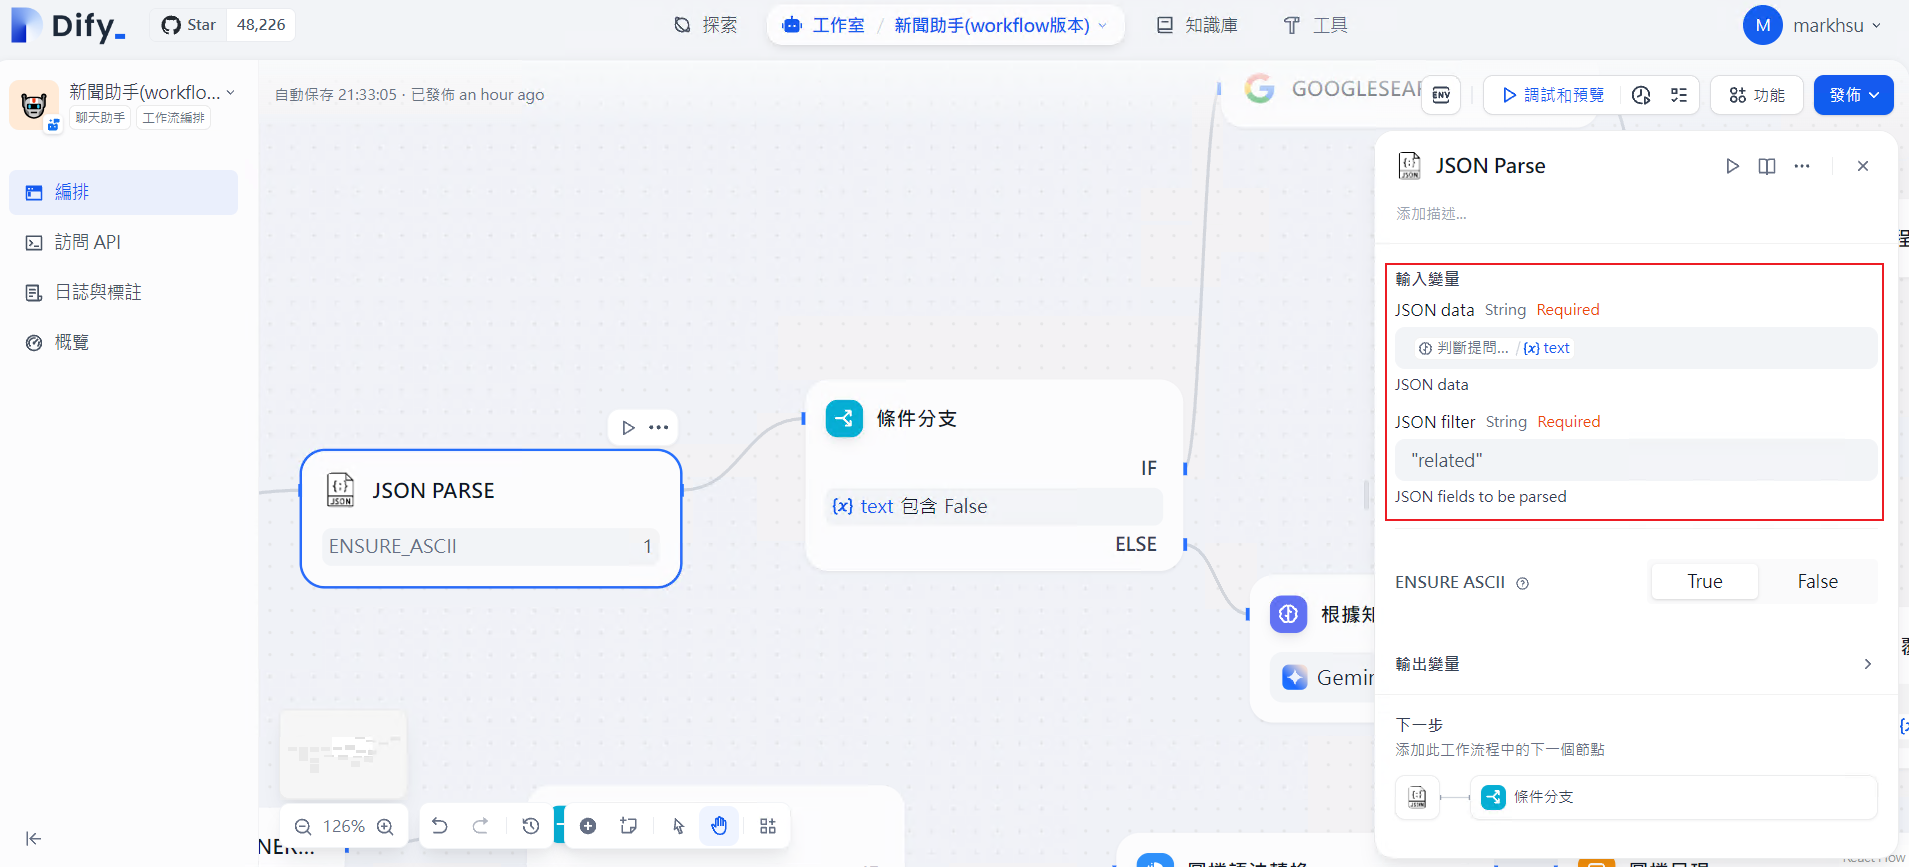 Dify_
Star 48,226
探索
工作室 / 新聞助手(workflow版本)
知識庫
工具
M markhsu
新聞助手(workflo...
聊天助手 工作流編排
編排
訪問 API
日誌與標註
概覽
自動保存 21:33:05 · 已發佈 an hour ago
GOOGLESEAR
ENV
調試和預覽
功能
發佈
JSON PARSE
ENSURE_ASCII 1
條件分支
IF
{x} text 包含 False
ELSE
根據知
Gemin
JSON Parse
添加描述...
輸入變量
JSON data String Required
判斷提問... / {x} text
JSON data
JSON filter String Required
"related"
JSON fields to be parsed
ENSURE ASCII True False
輸出變量
下一步
添加此工作流程中的下一個節點
條件分支
126%
NER...
React Flow